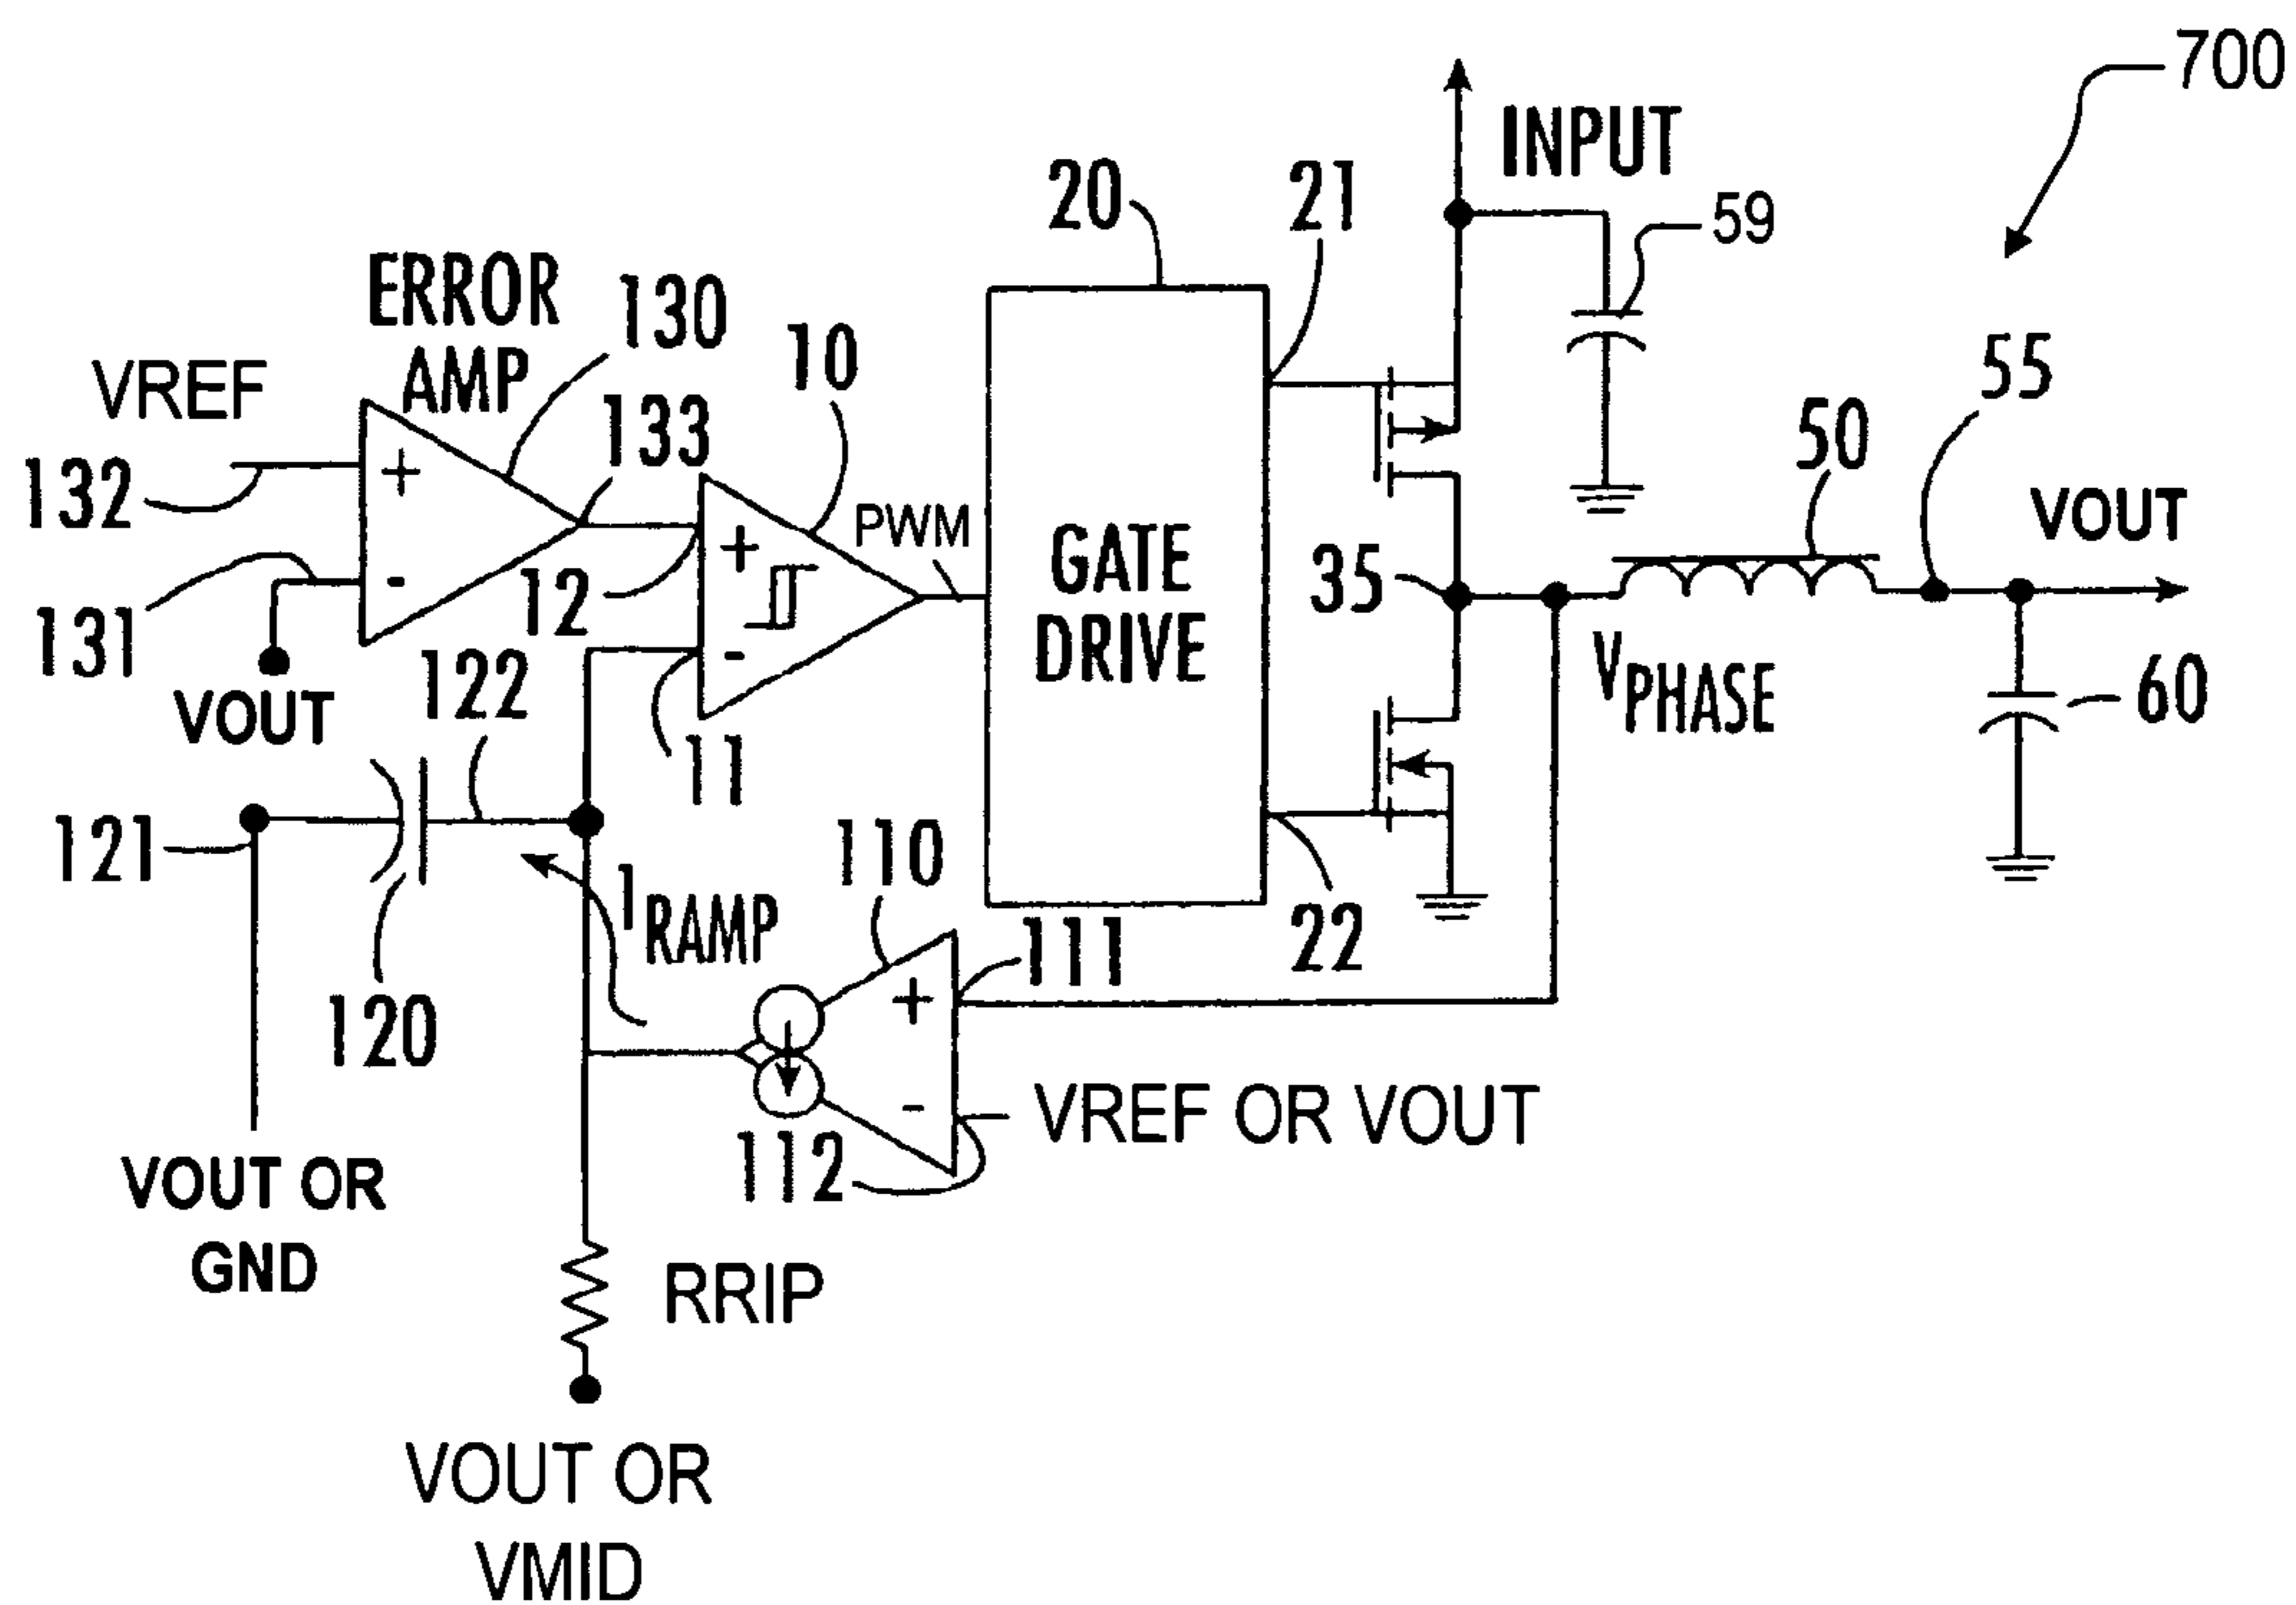 700
INPUT
20
21
59
ERROR
AMP
130
10
VREF
132
133
PWM
55
50
VOUT
+
-
131
12
+
-
GATE
DRIVE
35
VPHASE
60
VOUT
122
11
121
110
IRAMP
111
22
120
+
-
VREF OR VOUT
112
VOUT OR
GND
RRIP
VOUT OR
VMID